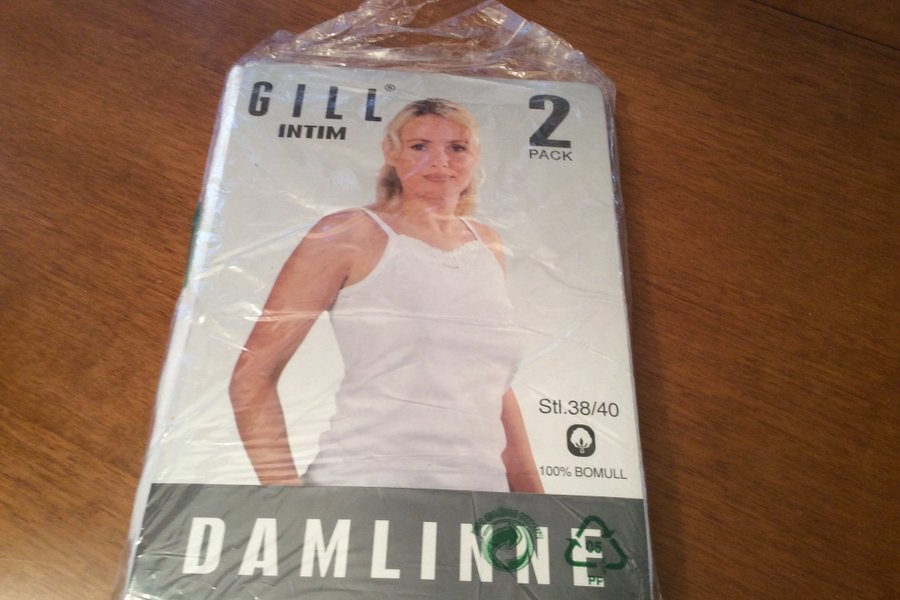 GILL®
INTIM
2
PACK
Stl.38/40
100% BOMULL
DAMLINNE
05
PP